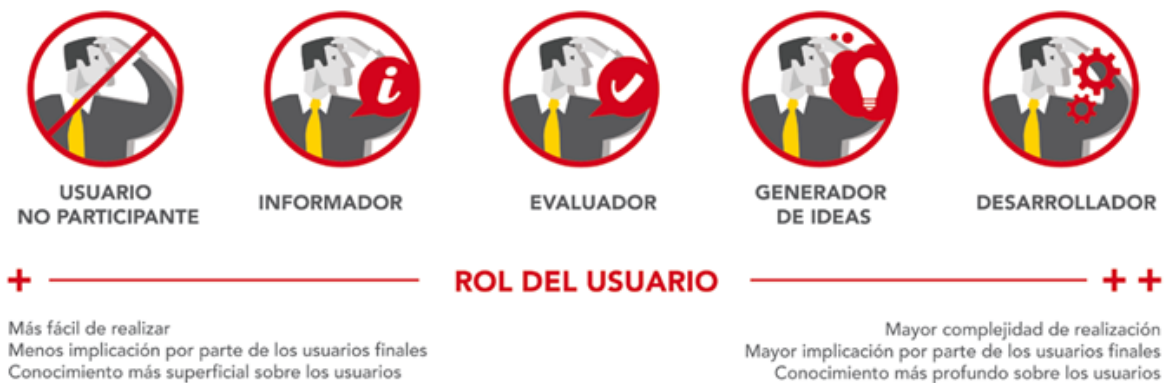 USUARIO
NO PARTICIPANTE
INFORMADOR
EVALUADOR
GENERADOR
DE IDEAS
DESARROLLADOR
+ ROL DEL USUARIO + +
Más fácil de realizar
Menos implicación por parte de los usuarios finales
Conocimiento más superficial sobre los usuarios
Mayor complejidad de realización
Mayor implicación por parte de los usuarios finales
Conocimiento más profundo sobre los usuarios